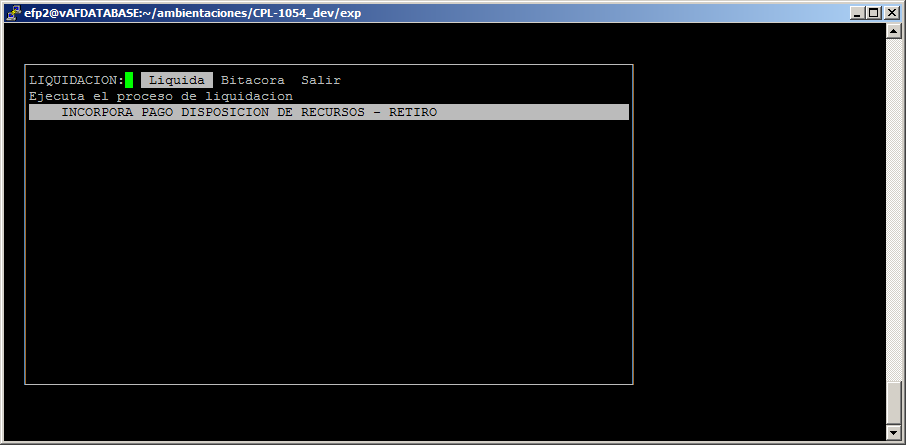 efp2@vAFDATABASE:~/ambientaciones/CPL-1054_dev/exp
LIQUIDACION: Liquida Bitacora Salir
Ejecuta el proceso de liquidacion
INCORPORA PAGO DISPOSICION DE RECURSOS - RETIRO